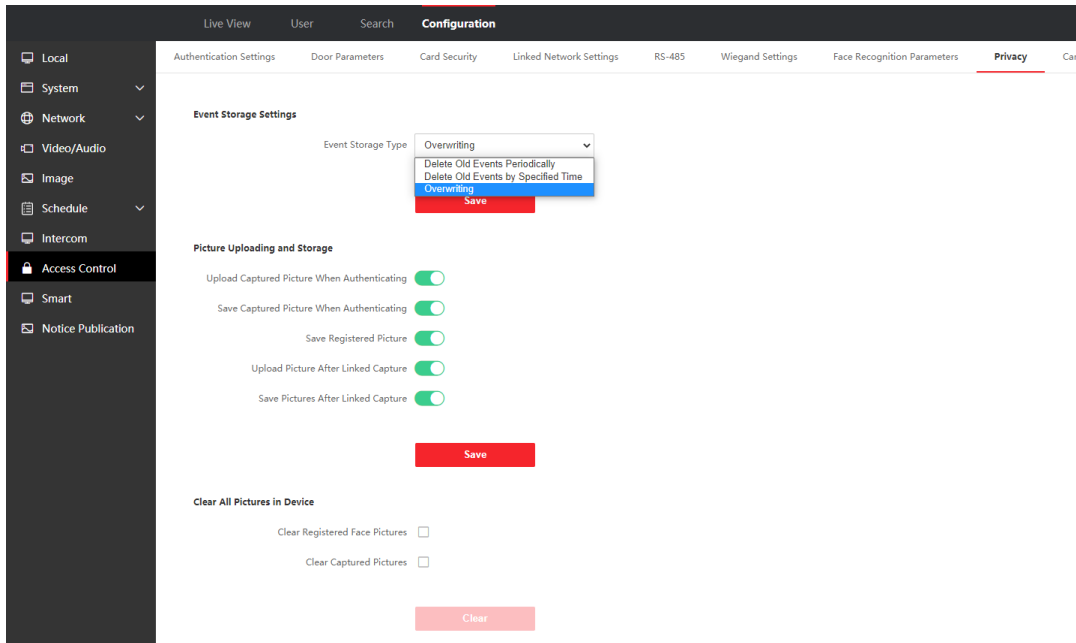 Live View User Search Configuration
Local
System
Network
Video/Audio
Image
Schedule
Intercom
Access Control
Smart
Notice Publication
Authentication Settings Door Parameters Card Security Linked Network Settings RS-485 Wiegand Settings Face Recognition Parameters Privacy Car
Event Storage Settings
Event Storage Type Overwriting
Delete Old Events Periodically
Delete Old Events by Specified Time
Overwriting
Save
Picture Uploading and Storage
Upload Captured Picture When Authenticating
Save Captured Picture When Authenticating
Save Registered Picture
Upload Picture After Linked Capture
Save Pictures After Linked Capture
Save
Clear All Pictures in Device
Clear Registered Face Pictures
Clear Captured Pictures
Clear